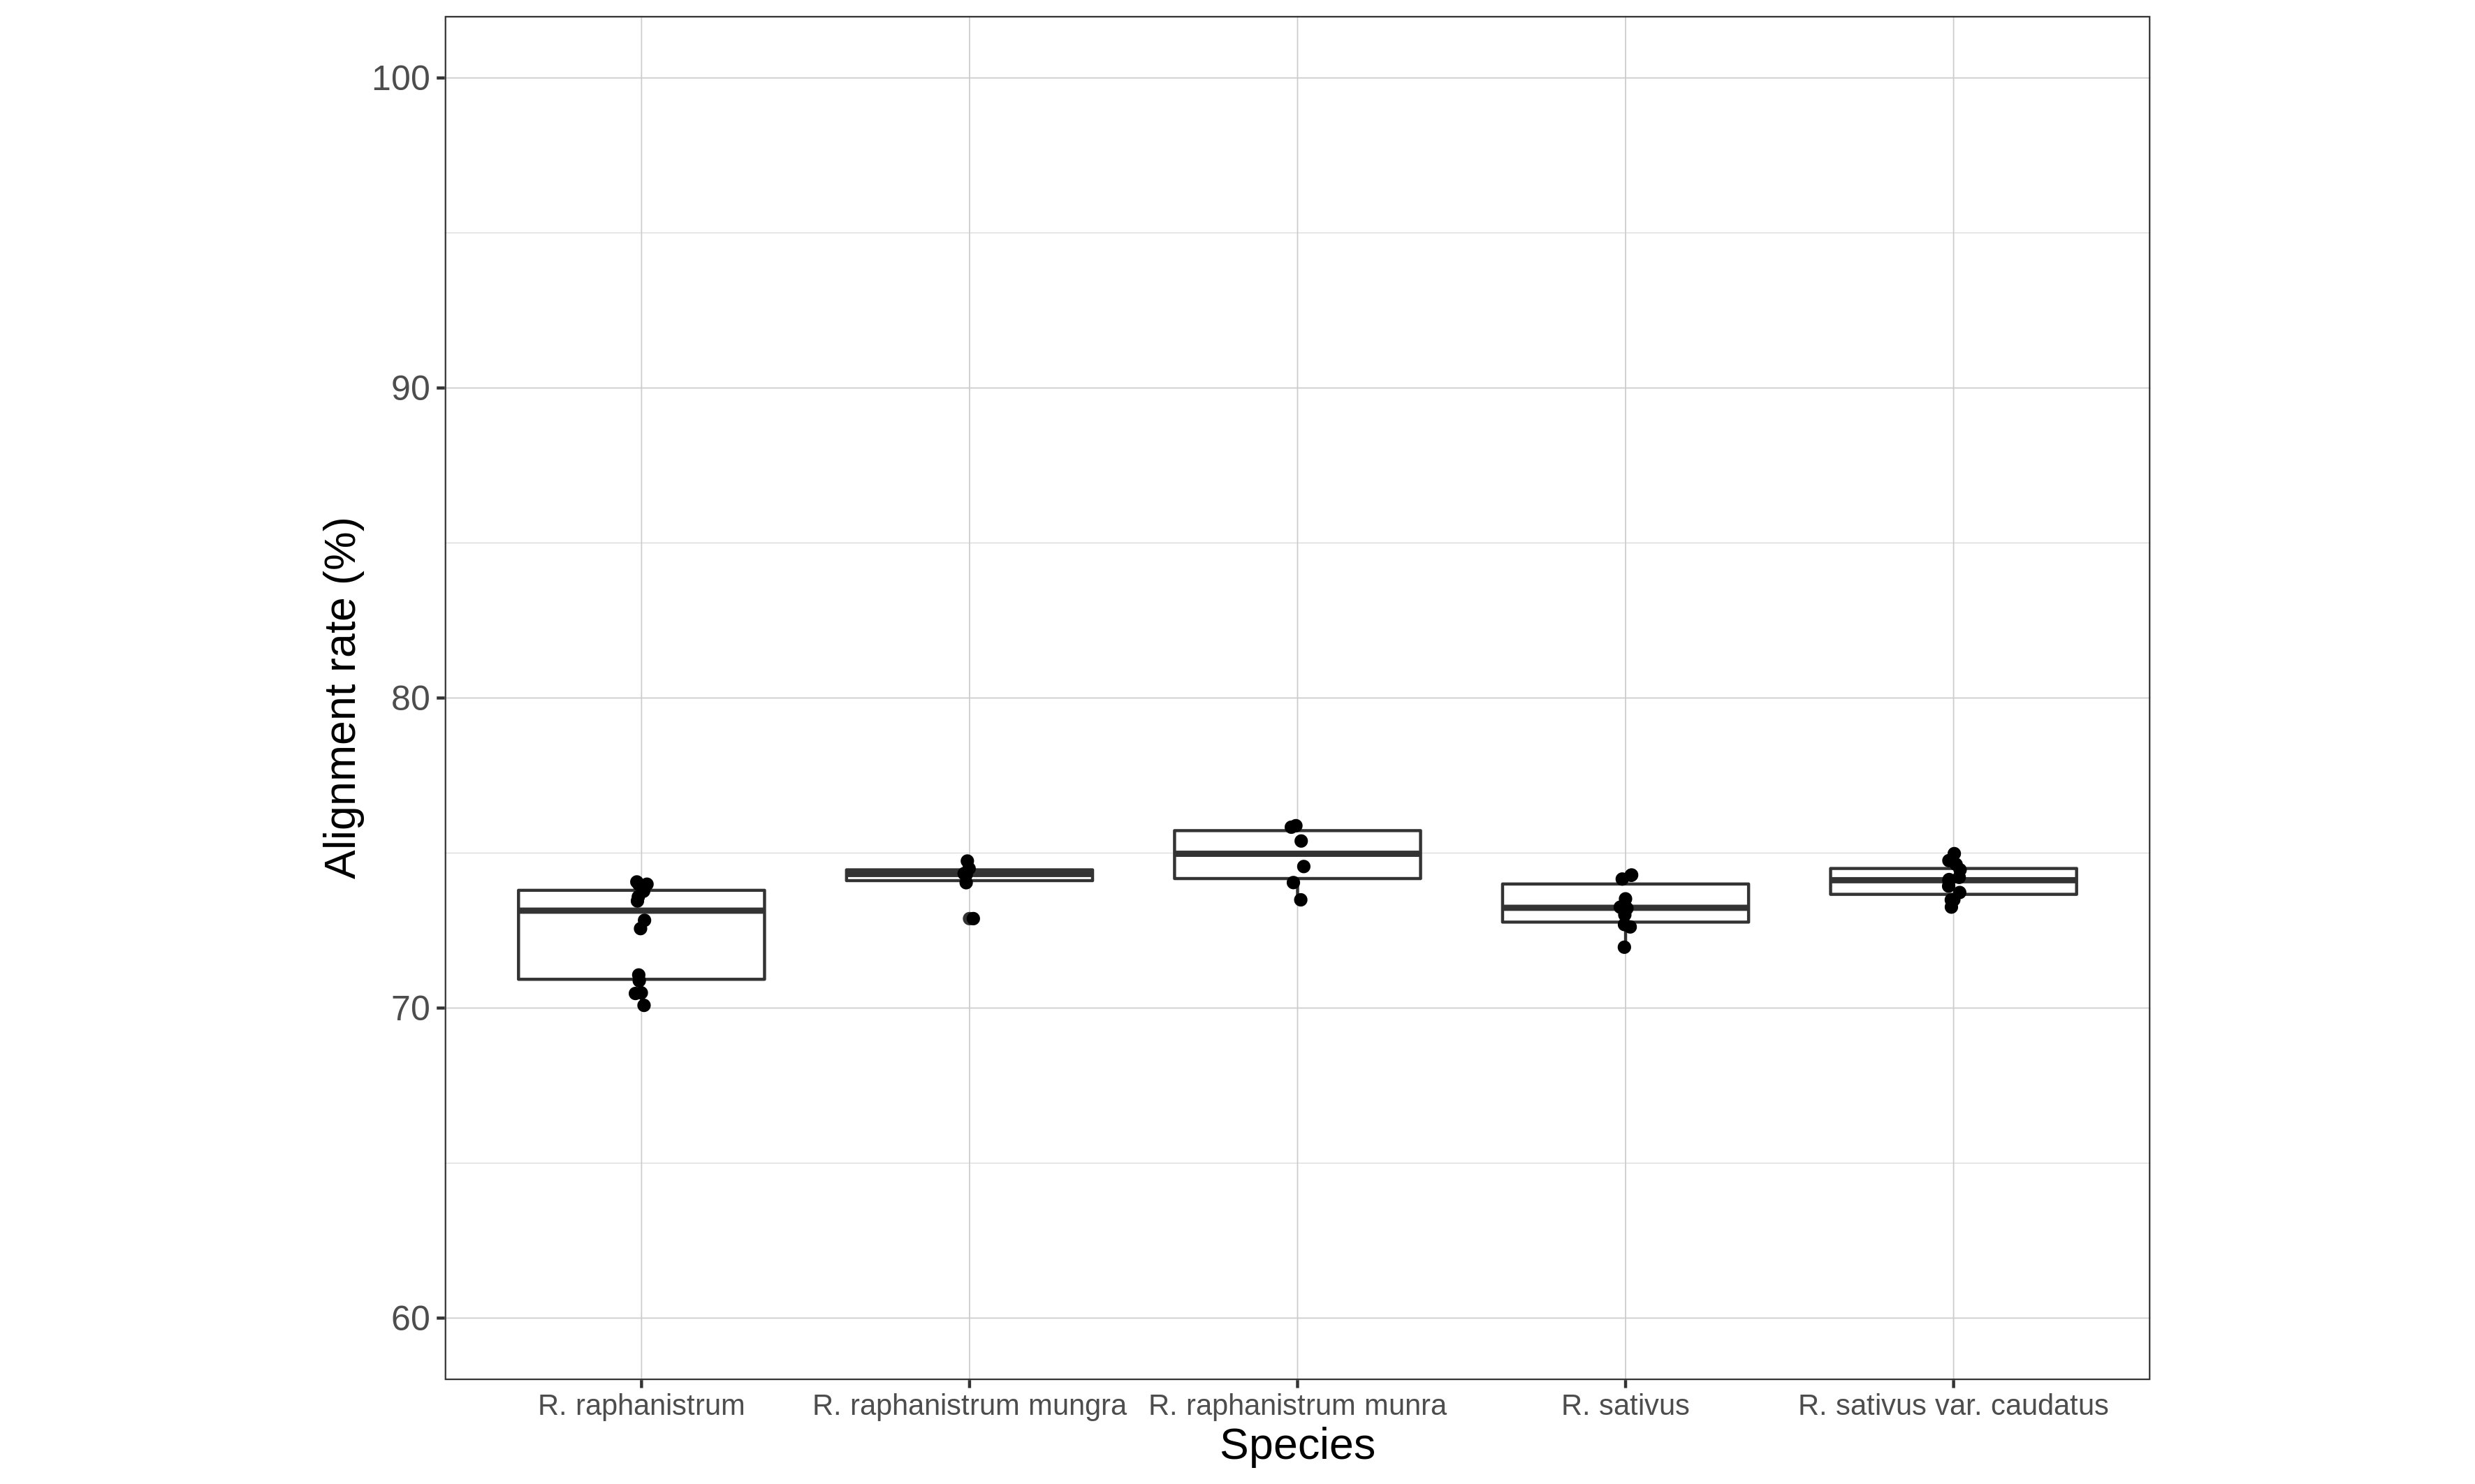 Alignment rate (%)
100
90
80
70
60
R. raphanistrum
R. raphanistrum mungra
R. raphanistrum munra
R. sativus
R. sativus var. caudatus
Species